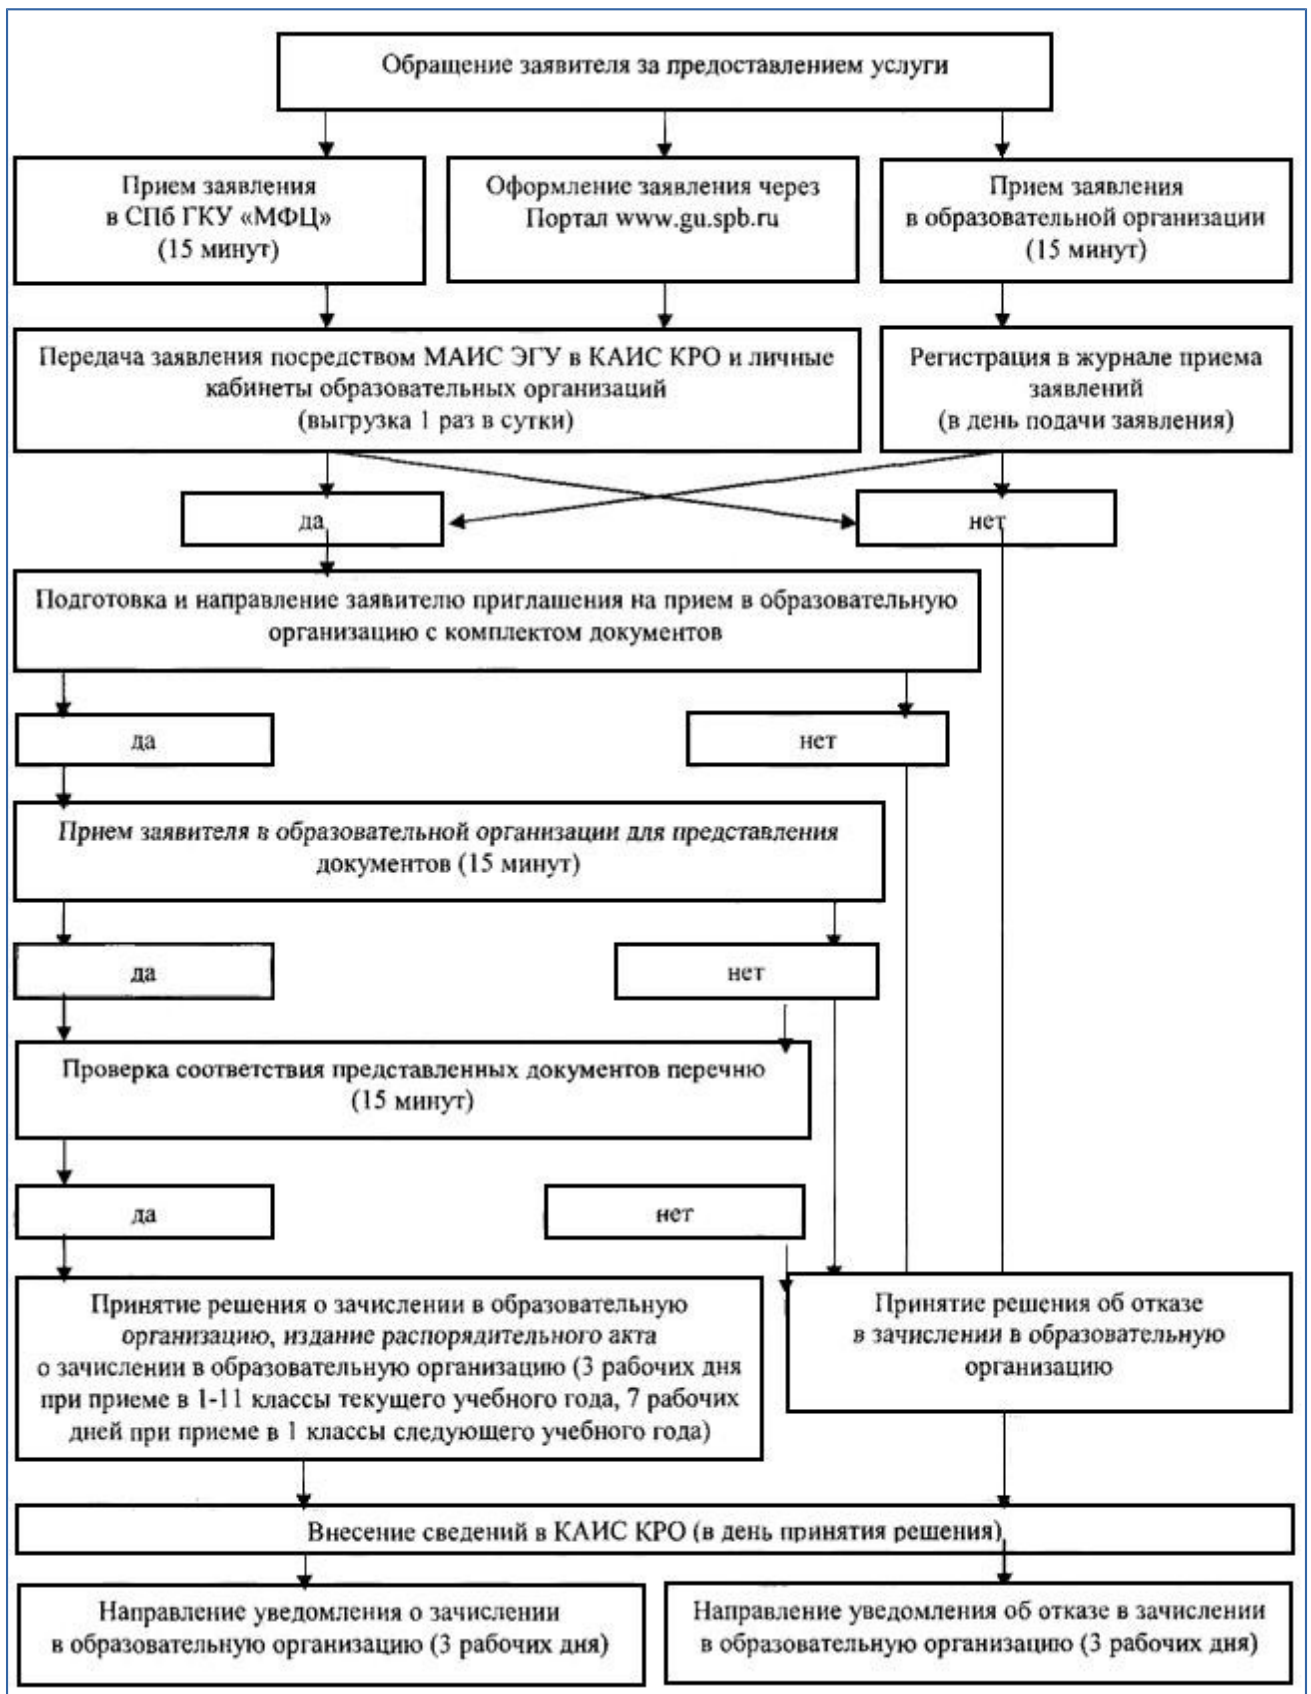 Обращение заявителя за предоставлением услуги
Прием заявления
в СПб ГКУ «МФЦ»
(15 минут)
Оформление заявления через
Портал www.gu.spb.ru
Прием заявления
в образовательной организации
(15 минут)
Передача заявления посредством МАИС ЭГУ в КАИС КРО и личные
кабинеты образовательных организаций
(выгрузка 1 раз в сутки)
Регистрация в журнале приема
заявлений
(в день подачи заявления)
да
нет
Подготовка и направление заявителю приглашения на прием в образовательную
организацию с комплектом документов
да
нет
Прием заявителя в образовательной организации для представления
документов (15 минут)
да
нет
Проверка соответствия представленных документов перечню
(15 минут)
да
нет
Принятие решения о зачислении в образовательную
организацию, издание распорядительного акта
о зачислении в образовательную организацию (3 рабочих дня
при приеме в 1-11 классы текущего учебного года, 7 рабочих
дней при приеме в 1 классы следующего учебного года)
Принятие решения об отказе
в зачислении в образовательную
организацию
Внесение сведений в КАИС КРО (в день принятия решения)
Направление уведомления о зачислении
в образовательную организацию (3 рабочих дня)
Направление уведомления об отказе в зачислении
в образовательную организацию (3 рабочих дня)